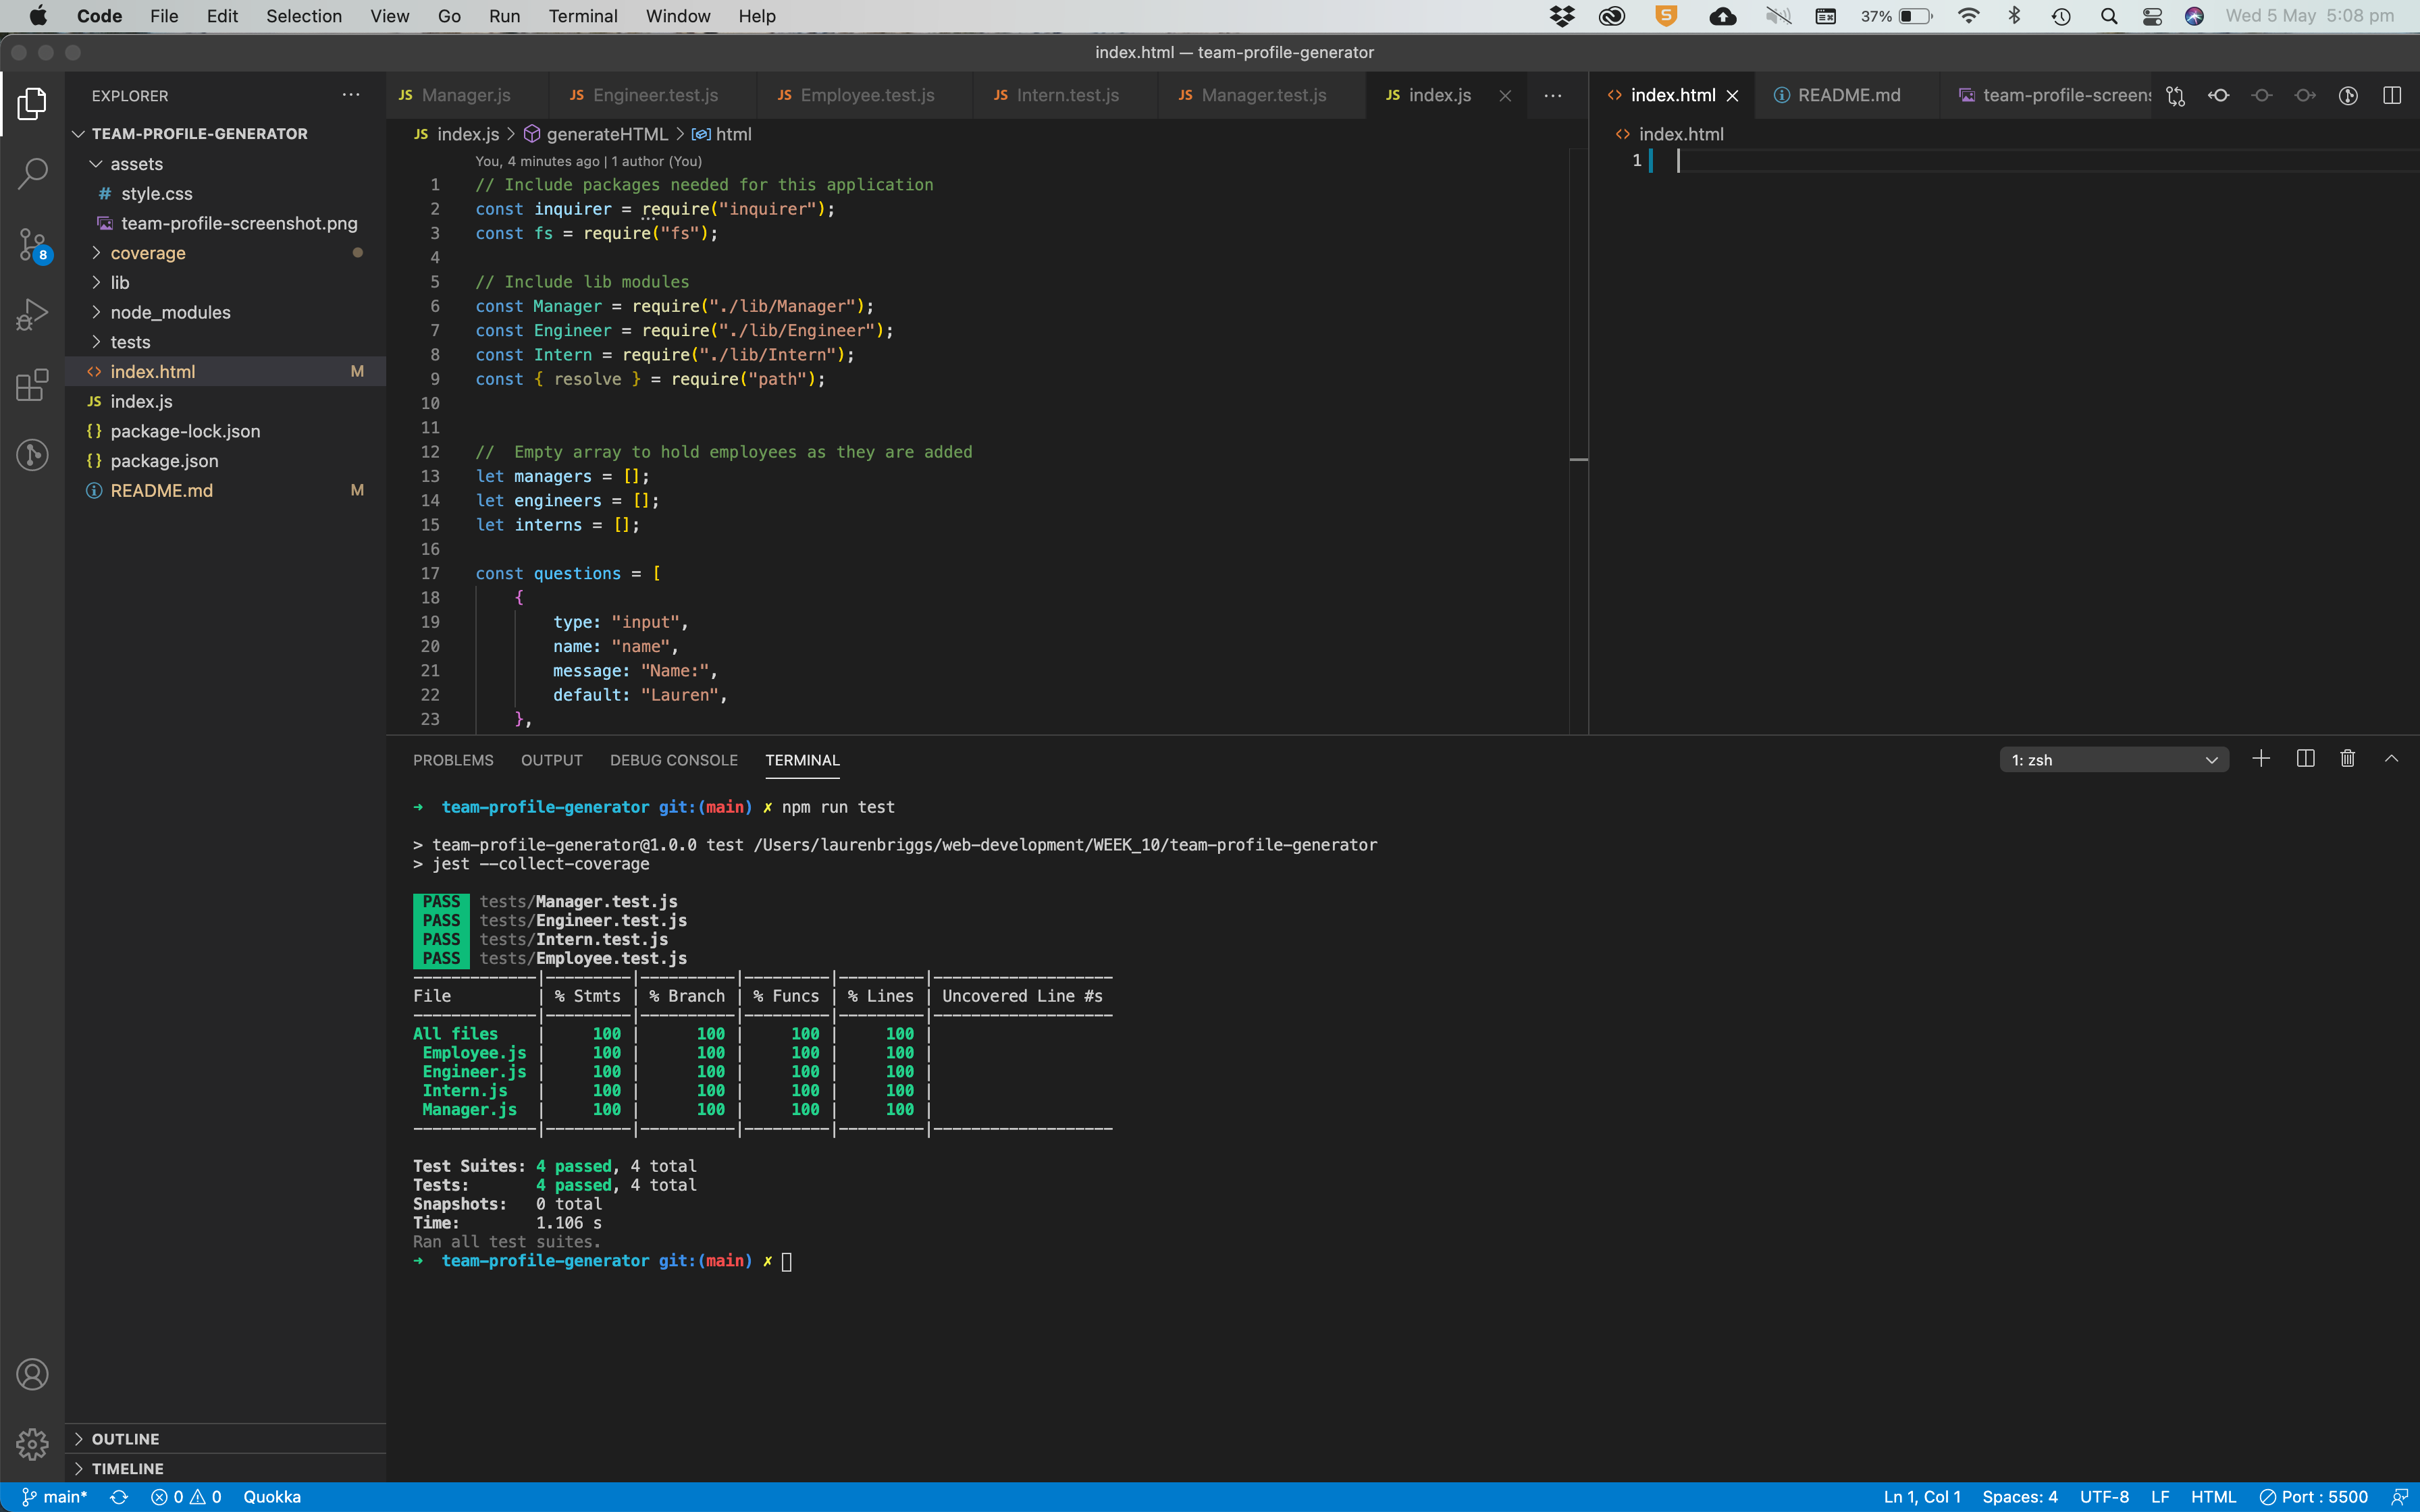 Code File Edit Selection View Go Run Terminal Window Help 37% Wed 5 May 5:08 pm
index.html — team-profile-generator
EXPLORER
TEAM-PROFILE-GENERATOR
assets
# style.css
team-profile-screenshot.png
coverage
lib
node_modules
tests
<> index.html M
JS index.js
{} package-lock.json
{} package.json
README.md M
OUTLINE
TIMELINE
8
JS Manager.js JS Engineer.test.js JS Employee.test.js JS Intern.test.js JS Manager.test.js JS index.js
JS index.js > generateHTML > html
You, 4 minutes ago | 1 author (You)
1 // Include packages needed for this application
2 const inquirer = require("inquirer");
3 const fs = require("fs");
4
5 // Include lib modules
6 const Manager = require("./lib/Manager");
7 const Engineer = require("./lib/Engineer");
8 const Intern = require("./lib/Intern");
9 const { resolve } = require("path");
10
11
12 //  Empty array to hold employees as they are added
13 let managers = [];
14 let engineers = [];
15 let interns = [];
16
17 const questions = [
18     {
19         type: "input",
20         name: "name",
21         message: "Name:",
22         default: "Lauren",
23     },
<> index.html README.md team-profile-screens
<> index.html
1
PROBLEMS OUTPUT DEBUG CONSOLE TERMINAL 1: zsh
→ team-profile-generator git:(main) ✗ npm run test
> team-profile-generator@1.0.0 test /Users/laurenbriggs/web-development/WEEK_10/team-profile-generator
> jest --collect-coverage
PASS tests/Manager.test.js
PASS tests/Engineer.test.js
PASS tests/Intern.test.js
PASS tests/Employee.test.js
-------------|---------|----------|---------|---------|-------------------
File         | % Stmts | % Branch | % Funcs | % Lines | Uncovered Line #s
-------------|---------|----------|---------|---------|-------------------
All files    |     100 |      100 |     100 |     100 |
 Employee.js |     100 |      100 |     100 |     100 |
 Engineer.js |     100 |      100 |     100 |     100 |
 Intern.js   |     100 |      100 |     100 |     100 |
 Manager.js  |     100 |      100 |     100 |     100 |
-------------|---------|----------|---------|---------|-------------------
Test Suites: 4 passed, 4 total
Tests:       4 passed, 4 total
Snapshots:   0 total
Time:        1.106 s
Ran all test suites.
→ team-profile-generator git:(main) ✗
main* 0 0 Quokka Ln 1, Col 1 Spaces: 4 UTF-8 LF HTML Port : 5500